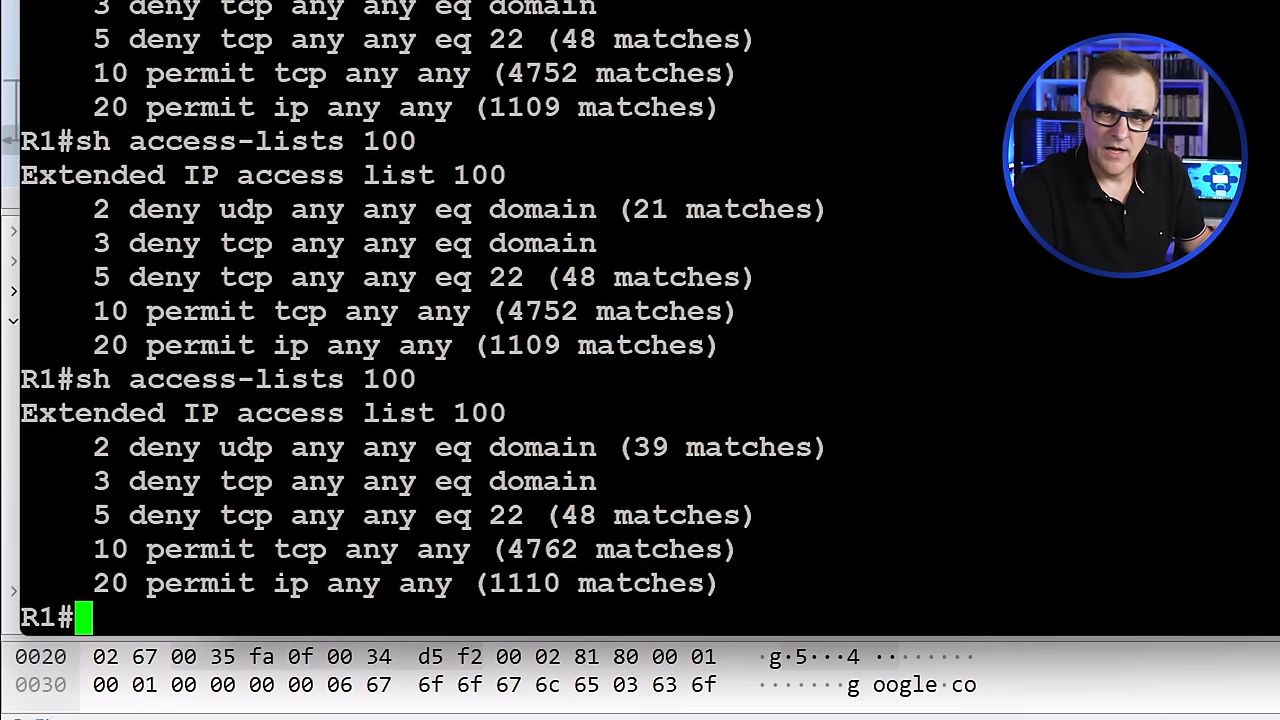 3 deny tcp any any eq domain
5 deny tcp any any eq 22 (48 matches)
10 permit tcp any any (4752 matches)
20 permit ip any any (1109 matches)
R1#sh access-lists 100
Extended IP access list 100
2 deny udp any any eq domain (21 matches)
3 deny tcp any any eq domain
5 deny tcp any any eq 22 (48 matches)
10 permit tcp any any (4752 matches)
20 permit ip any any (1109 matches)
R1#sh access-lists 100
Extended IP access list 100
2 deny udp any any eq domain (39 matches)
3 deny tcp any any eq domain
5 deny tcp any any eq 22 (48 matches)
10 permit tcp any any (4762 matches)
20 permit ip any any (1110 matches)
R1#
0020 02 67 00 35 fa 0f 00 34 d5 f2 00 02 81 80 00 01 ·g·5···4 ········
0030 00 01 00 00 00 00 06 67 6f 6f 67 6c 65 03 63 6f ·······g oogle·co